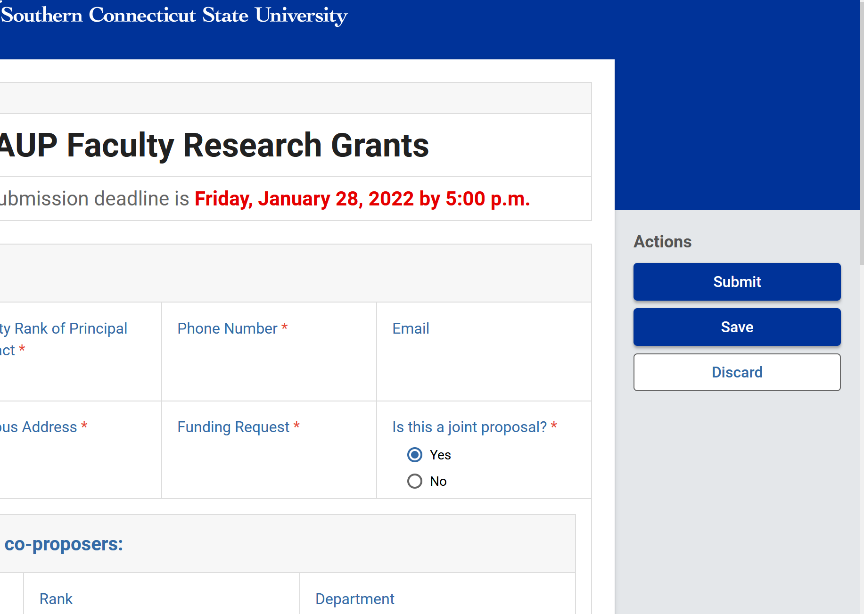 Southern Connecticut State University
AUP Faculty Research Grants
ubmission deadline is Friday, January 28, 2022 by 5:00 p.m.
Actions
Submit
Save
Discard
ty Rank of Principal
act *
Phone Number *
Email
ous Address *
Funding Request *
Is this a joint proposal? *
Yes
No
co-proposers:
Rank
Department